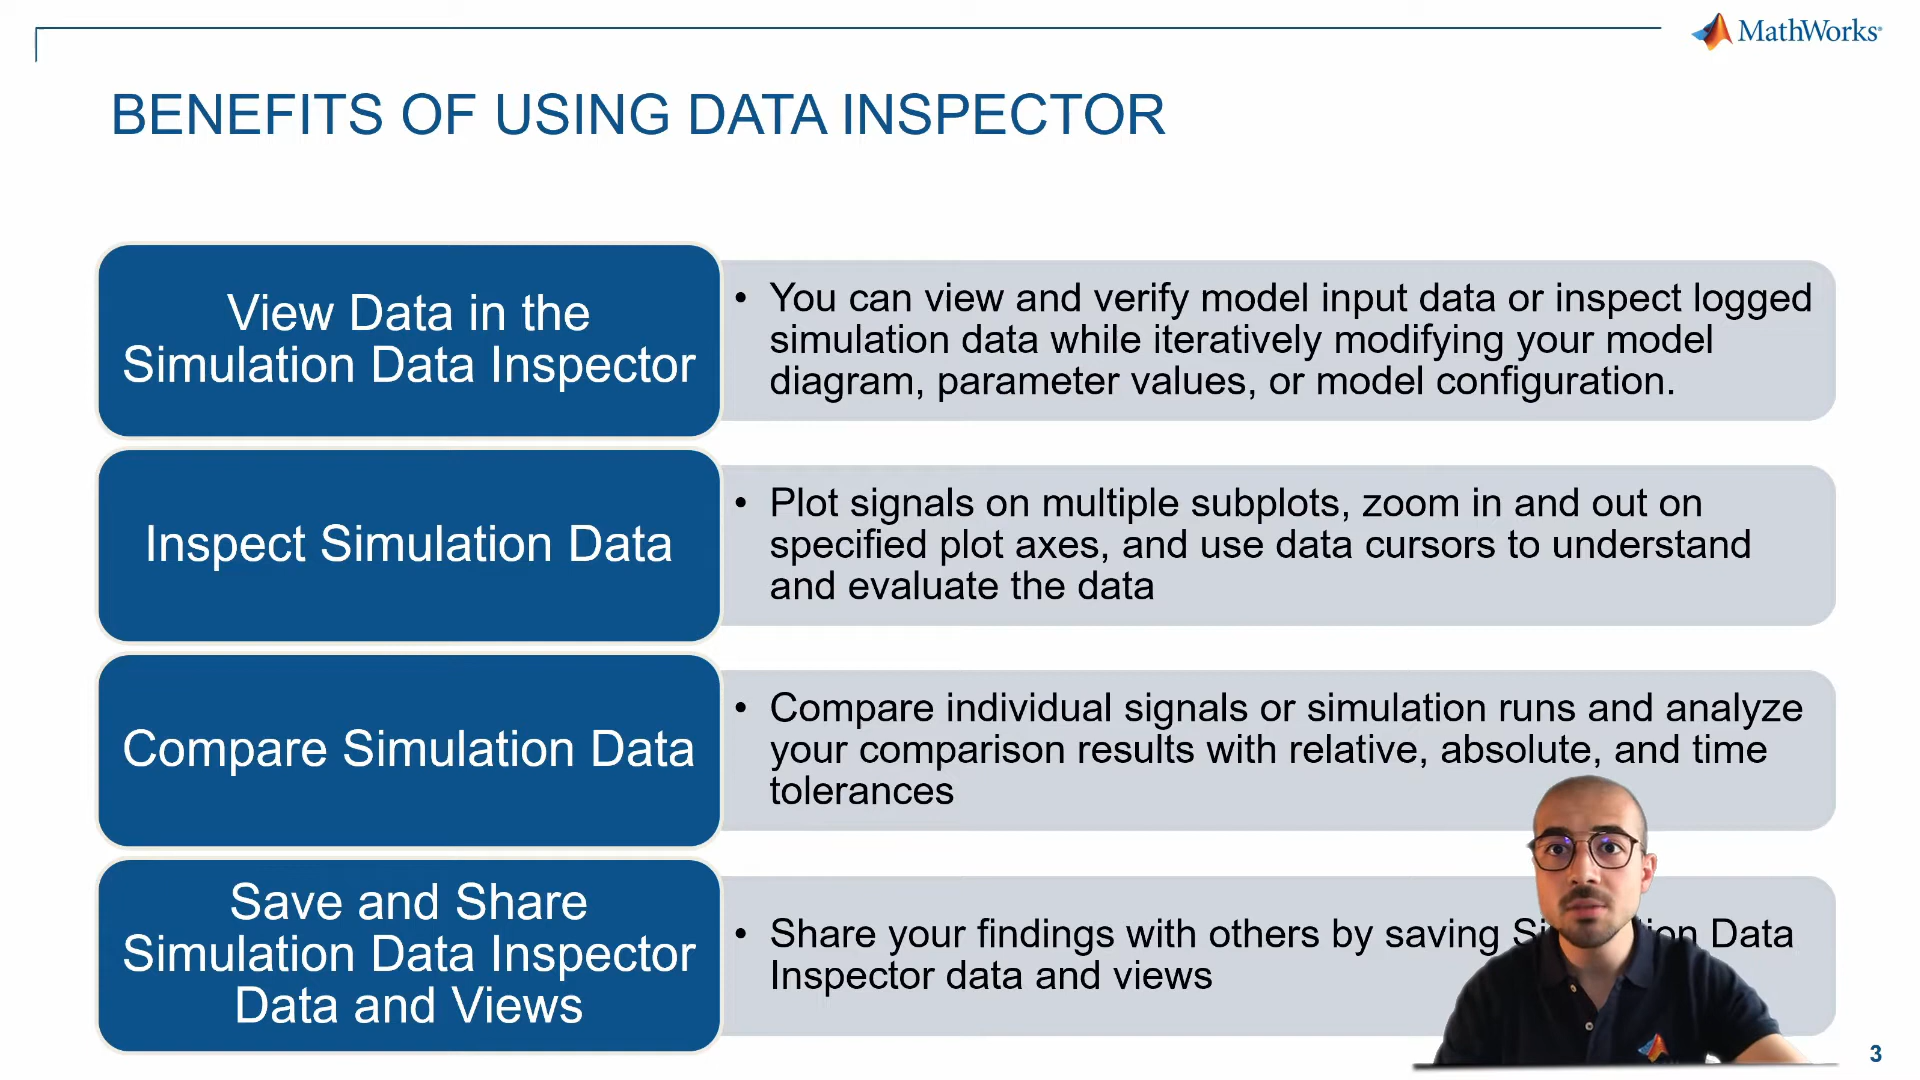 MathWorks®
BENEFITS OF USING DATA INSPECTOR
View Data in the
Simulation Data Inspector
• You can view and verify model input data or inspect logged
simulation data while iteratively modifying your model
diagram, parameter values, or model configuration.
Inspect Simulation Data
• Plot signals on multiple subplots, zoom in and out on
specified plot axes, and use data cursors to understand
and evaluate the data
Compare Simulation Data
• Compare individual signals or simulation runs and analyze
your comparison results with relative, absolute, and time
tolerances
Save and Share
Simulation Data Inspector
Data and Views
• Share your findings with others by saving Data
Inspector data and views
3